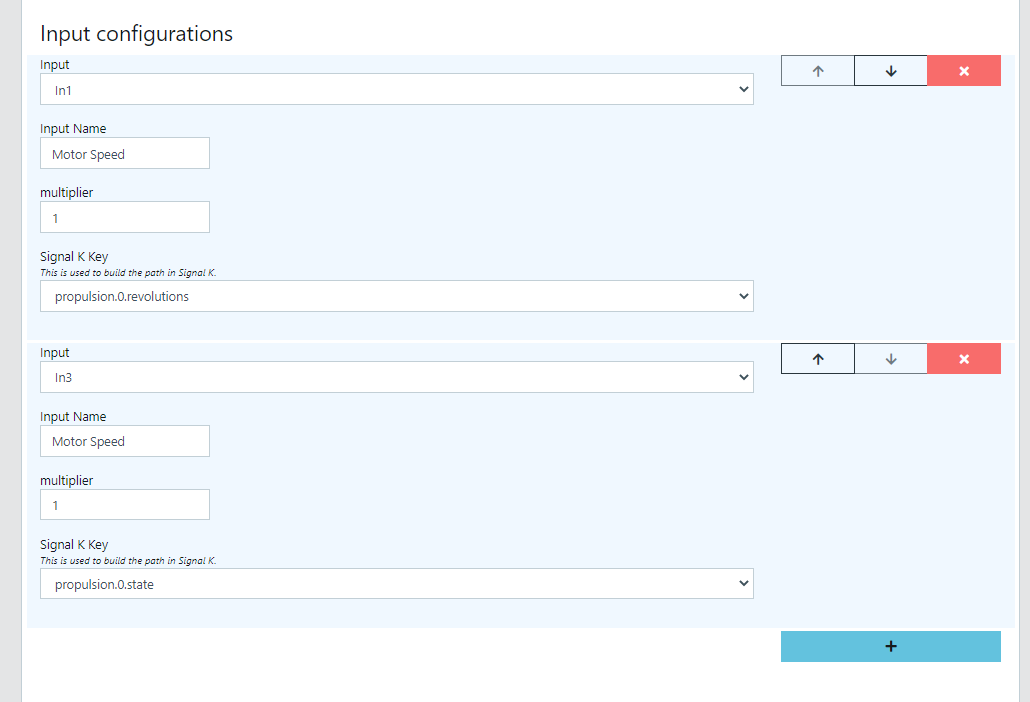 Input configurations
Input
In1
Input Name
Motor Speed
multiplier
1
Signal K Key
This is used to build the path in Signal K.
propulsion.0.revolutions
Input
In3
Input Name
Motor Speed
multiplier
1
Signal K Key
This is used to build the path in Signal K.
propulsion.0.state